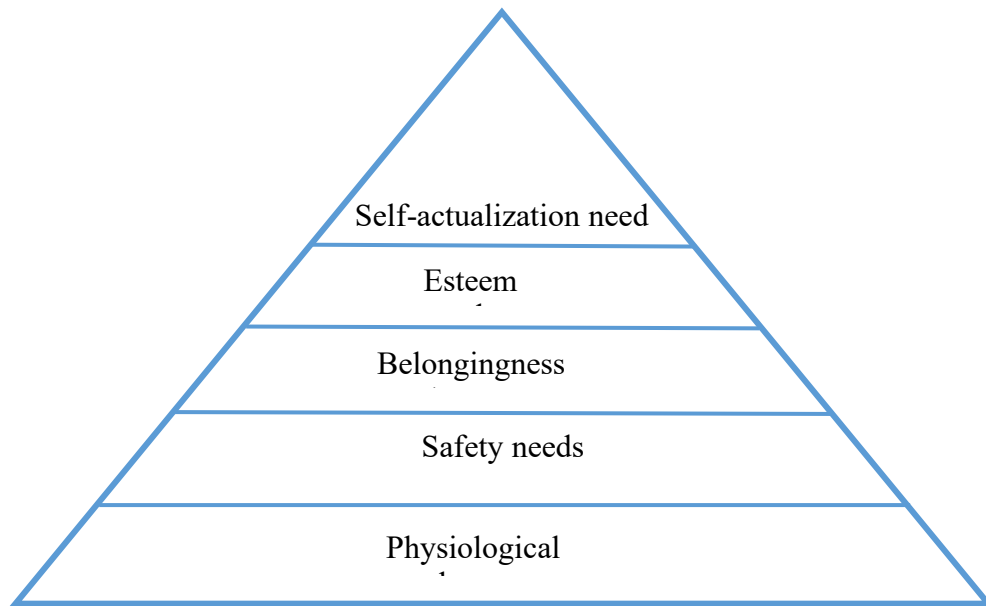 Self-actualization need
Esteem
Belongingness
Safety needs
Physiological